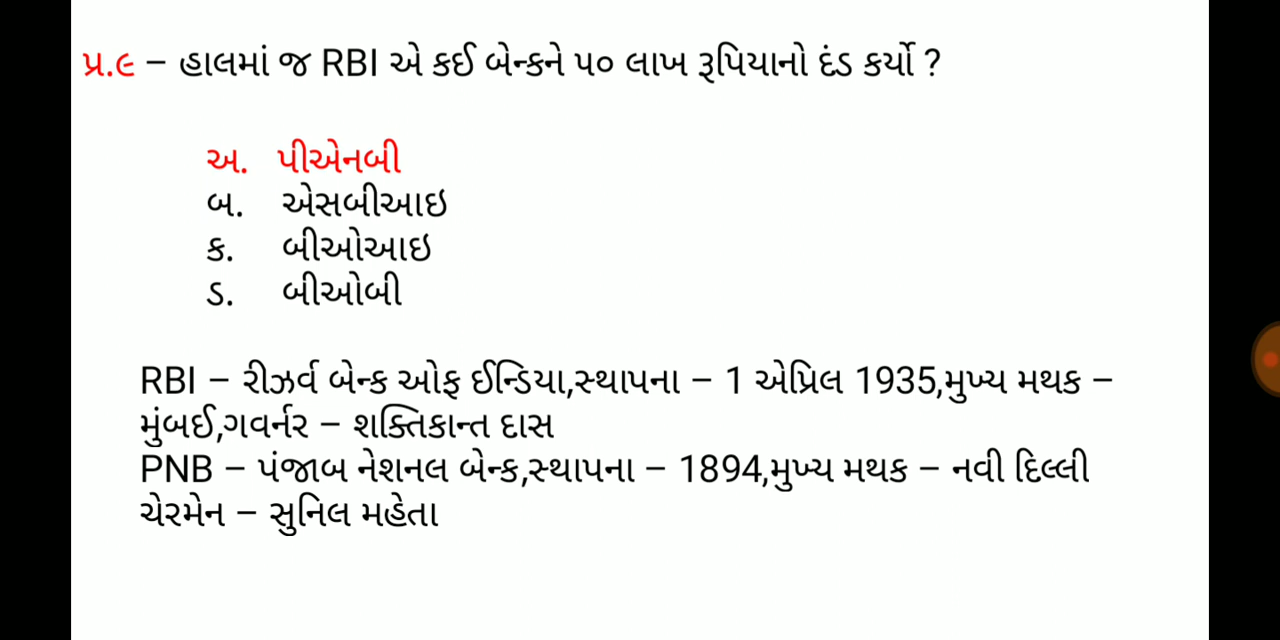 પ્ર.૯ – હાલમાં જ RBI એ કઈ બેન્કને ૫૦ લાખ રૂપિયાનો દંડ કર્યો ?
અ. પીએનબી
બ. એસબીઆઇ
ક. બીઓઆઇ
ડ. બીઓબી
RBI – રીઝર્વ બેન્ક ઓફ ઈન્ડિયા,સ્થાપના – 1 એપ્રિલ 1935,મુખ્ય મથક –
મુંબઈ,ગવર્નર – શક્તિકાન્ત દાસ
PNB – પંજાબ નેશનલ બેન્ક,સ્થાપના – 1894,મુખ્ય મથક – નવી દિલ્લી
ચેરમેન – સુનિલ મહેતા